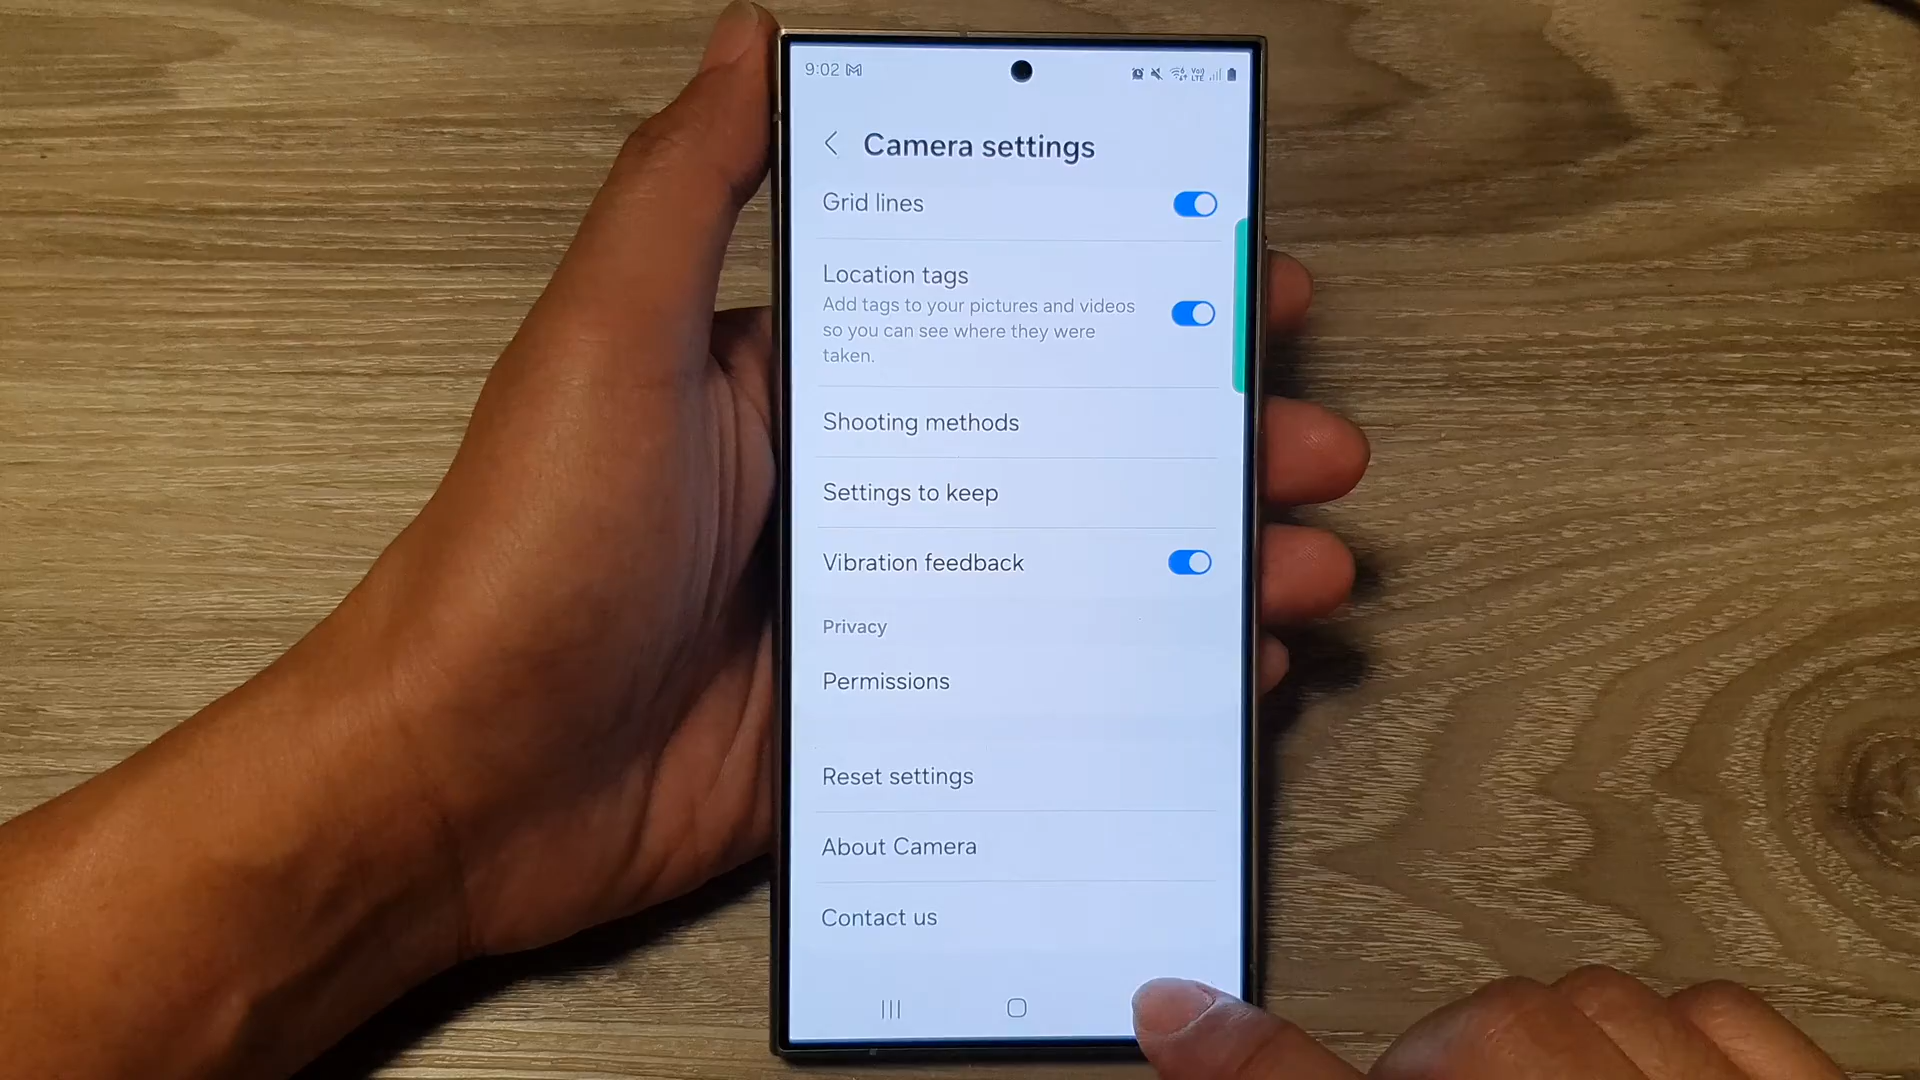 9:02
Camera settings
Grid lines
Location tags
Add tags to your pictures and videos
so you can see where they were
taken.
Shooting methods
Settings to keep
Vibration feedback
Privacy
Permissions
Reset settings
About Camera
Contact us